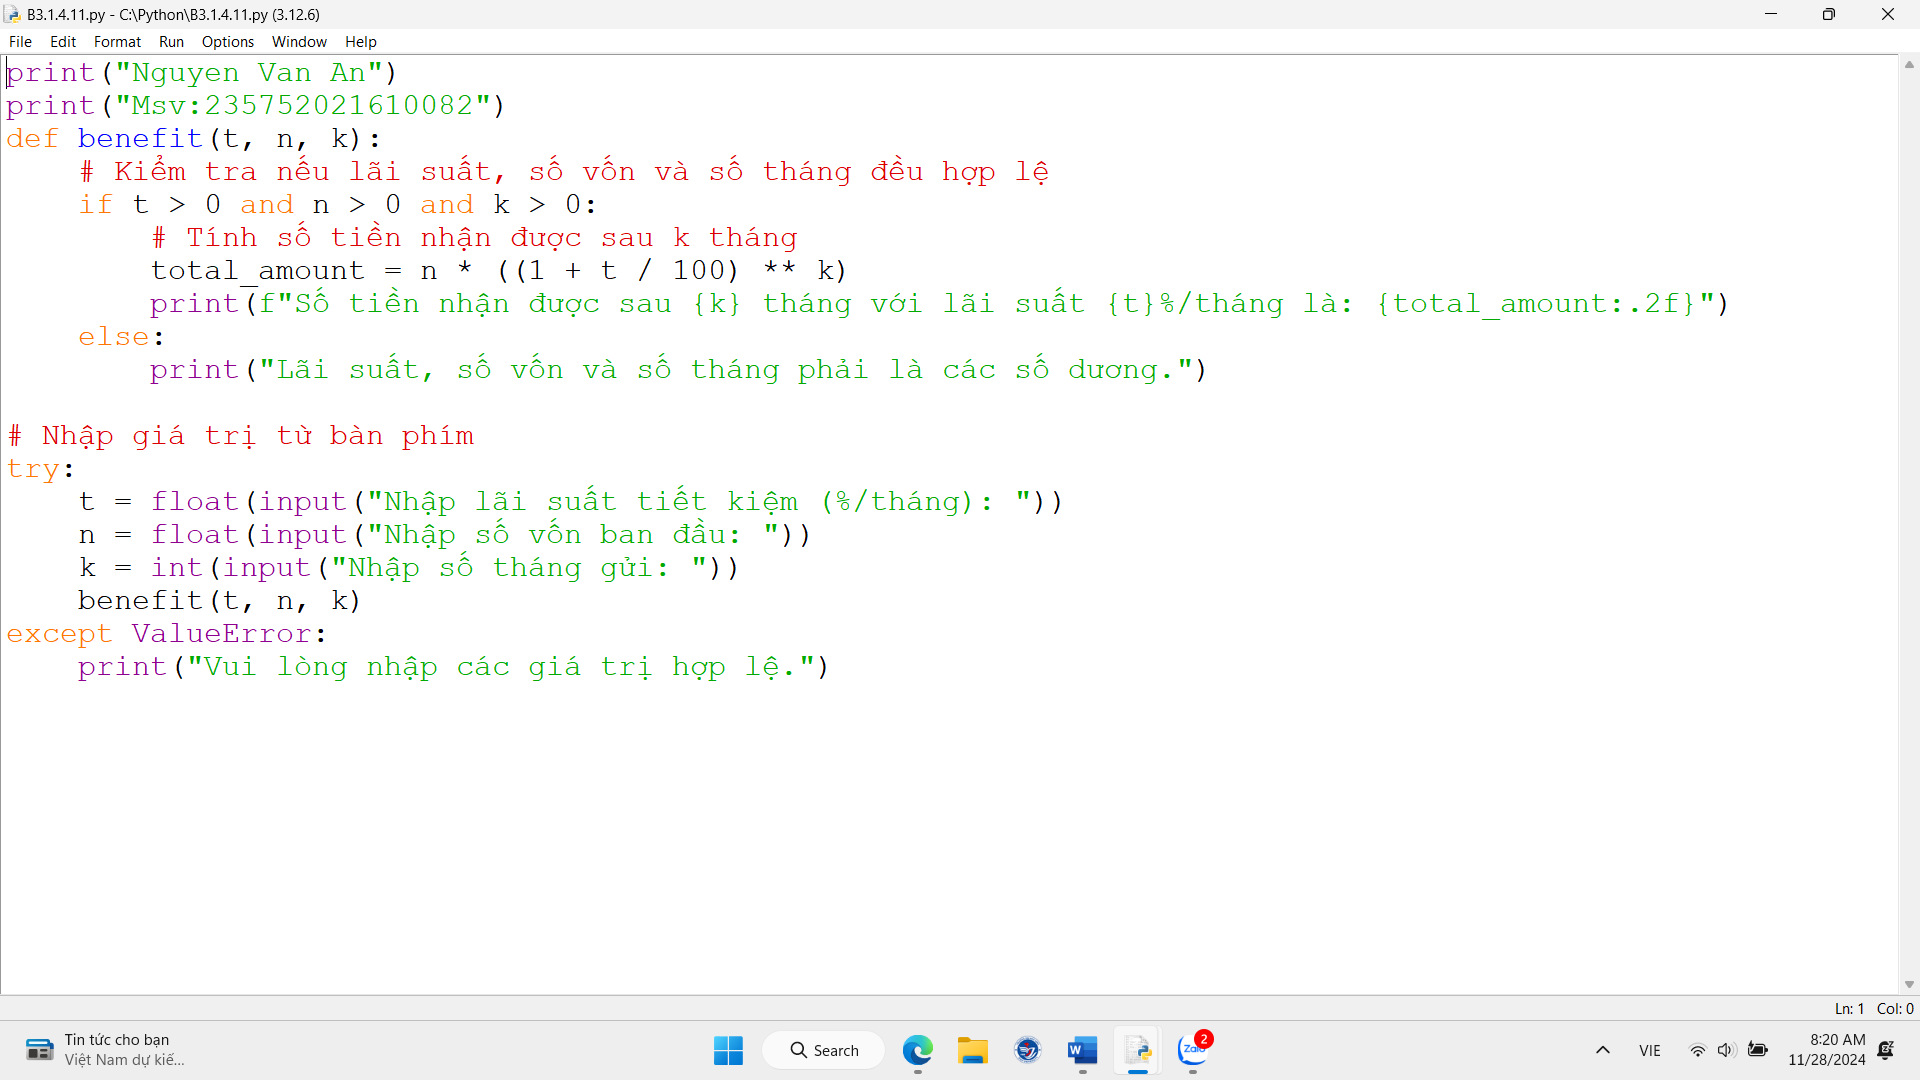 B3.1.4.11.py - C:\Python\B3.1.4.11.py (3.12.6)
File Edit Format Run Options Window Help
print("Nguyen Van An")
print("Msv:235752021610082")
def benefit(t, n, k):
    # Kiểm tra nếu lãi suất, số vốn và số tháng đều hợp lệ
    if t > 0 and n > 0 and k > 0:
        # Tính số tiền nhận được sau k tháng
        total_amount = n * ((1 + t / 100) ** k)
        print(f"Số tiền nhận được sau {k} tháng với lãi suất {t}%/tháng là: {total_amount:.2f}")
    else:
        print("Lãi suất, số vốn và số tháng phải là các số dương.")

# Nhập giá trị từ bàn phím
try:
    t = float(input("Nhập lãi suất tiết kiệm (%/tháng): "))
    n = float(input("Nhập số vốn ban đầu: "))
    k = int(input("Nhập số tháng gửi: "))
    benefit(t, n, k)
except ValueError:
    print("Vui lòng nhập các giá trị hợp lệ.")
Ln: 1 Col: 0
Tin tức cho bạn
Việt Nam dự kiế...
Search
W
Zalo
2
VIE
8:20 AM
11/28/2024